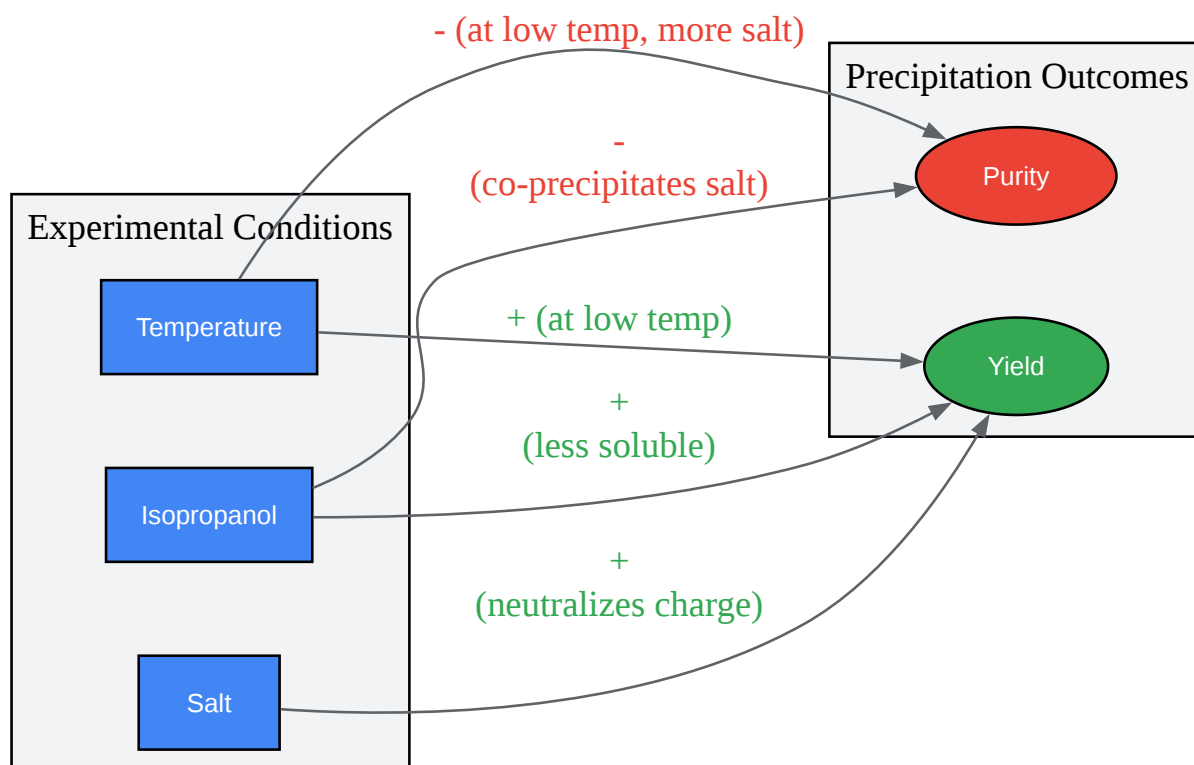 - (at low temp, more salt)
Precipitation Outcomes
-
(co-precipitates salt)
Purity
Experimental Conditions
Temperature
+ (at low temp)
Yield
+
(less soluble)
Isopropanol
+
(neutralizes charge)
Salt